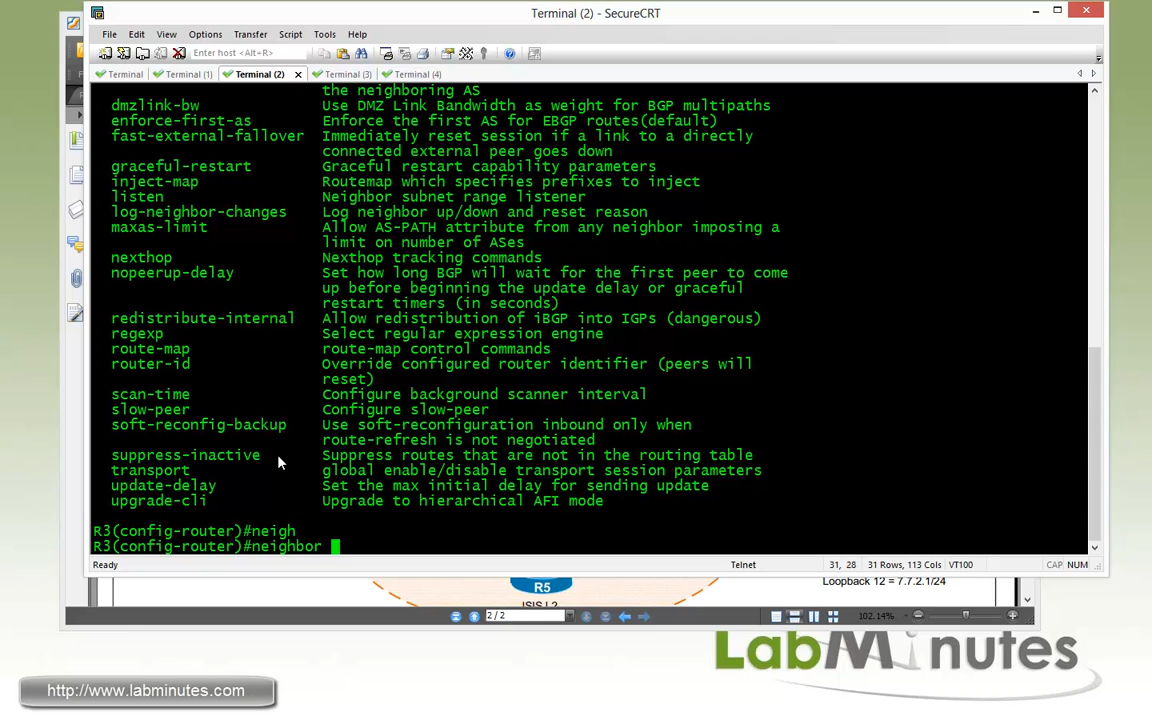 Terminal (2) - SecureCRT
File Edit View Options Transfer Script Tools Help
Enter host <Alt+R>
Terminal Terminal (1) Terminal (2) Terminal (3) Terminal (4)
the neighboring AS
dmzlink-bw Use DMZ Link Bandwidth as weight for BGP multipaths
enforce-first-as Enforce the first AS for EBGP routes(default)
fast-external-fallover Immediately reset session if a link to a directly
connected external peer goes down
graceful-restart Graceful restart capability parameters
inject-map Routemap which specifies prefixes to inject
listen Neighbor subnet range listener
log-neighbor-changes Log neighbor up/down and reset reason
maxas-limit Allow AS-PATH attribute from any neighbor imposing a
limit on number of ASes
nexthop Nexthop tracking commands
nopeerup-delay Set how long BGP will wait for the first peer to come
up before beginning the update delay or graceful
restart timers (in seconds)
redistribute-internal Allow redistribution of iBGP into IGPs (dangerous)
regexp Select regular expression engine
route-map route-map control commands
router-id Override configured router identifier (peers will
reset)
scan-time Configure background scanner interval
slow-peer Configure slow-peer
soft-reconfig-backup Use soft-reconfiguration inbound only when
route-refresh is not negotiated
suppress-inactive Suppress routes that are not in the routing table
transport global enable/disable transport session parameters
update-delay Set the max initial delay for sending update
upgrade-cli Upgrade to hierarchical AFI mode
R3(config-router)#neigh
R3(config-router)#neighbor
Ready Telnet 31, 28 31 Rows, 113 Cols VT100 CAP NUM
R5
Loopback 12 = 7.7.2.1/24
ISIS L2
2 / 2 102.14%
LabMinutes
http://www.labminutes.com